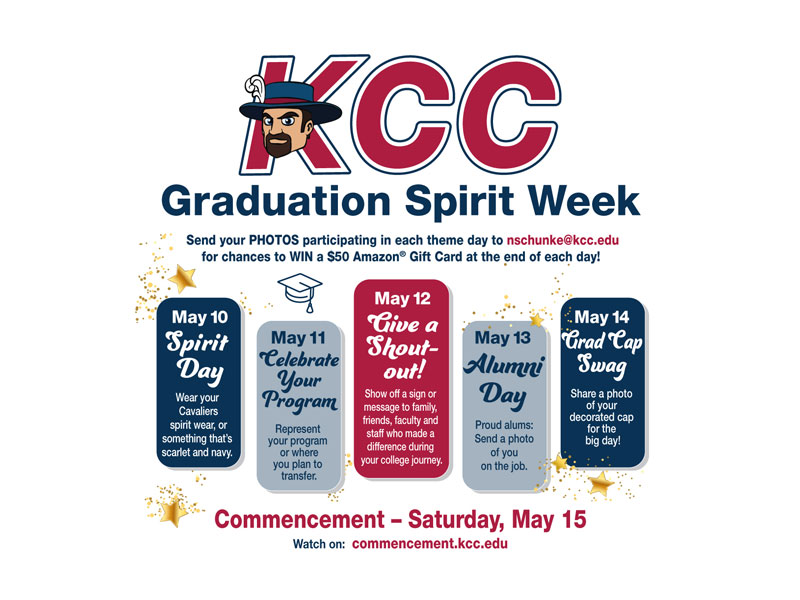 KCC
Graduation Spirit Week
Send your PHOTOS participating in each theme day to nschunke@kcc.edu
for chances to WIN a $50 Amazon® Gift Card at the end of each day!
May 10
Spirit
Day
Wear your
Cavaliers
spirit wear, or
something that's
scarlet and navy.
May 11
Celebrate
Your
Program
Represent
your program
or where
you plan to
transfer.
May 12
Give a
Shout-
out!
Show off a sign or
message to family,
friends, faculty and
staff who made a
difference during
your college journey.
May 13
Alumni
Day
Proud alums:
Send a photo
of you
on the job.
May 14
Grad Cap
Swag
Share a photo
of your
decorated cap
for the
big day!
Commencement – Saturday, May 15
Watch on: commencement.kcc.edu